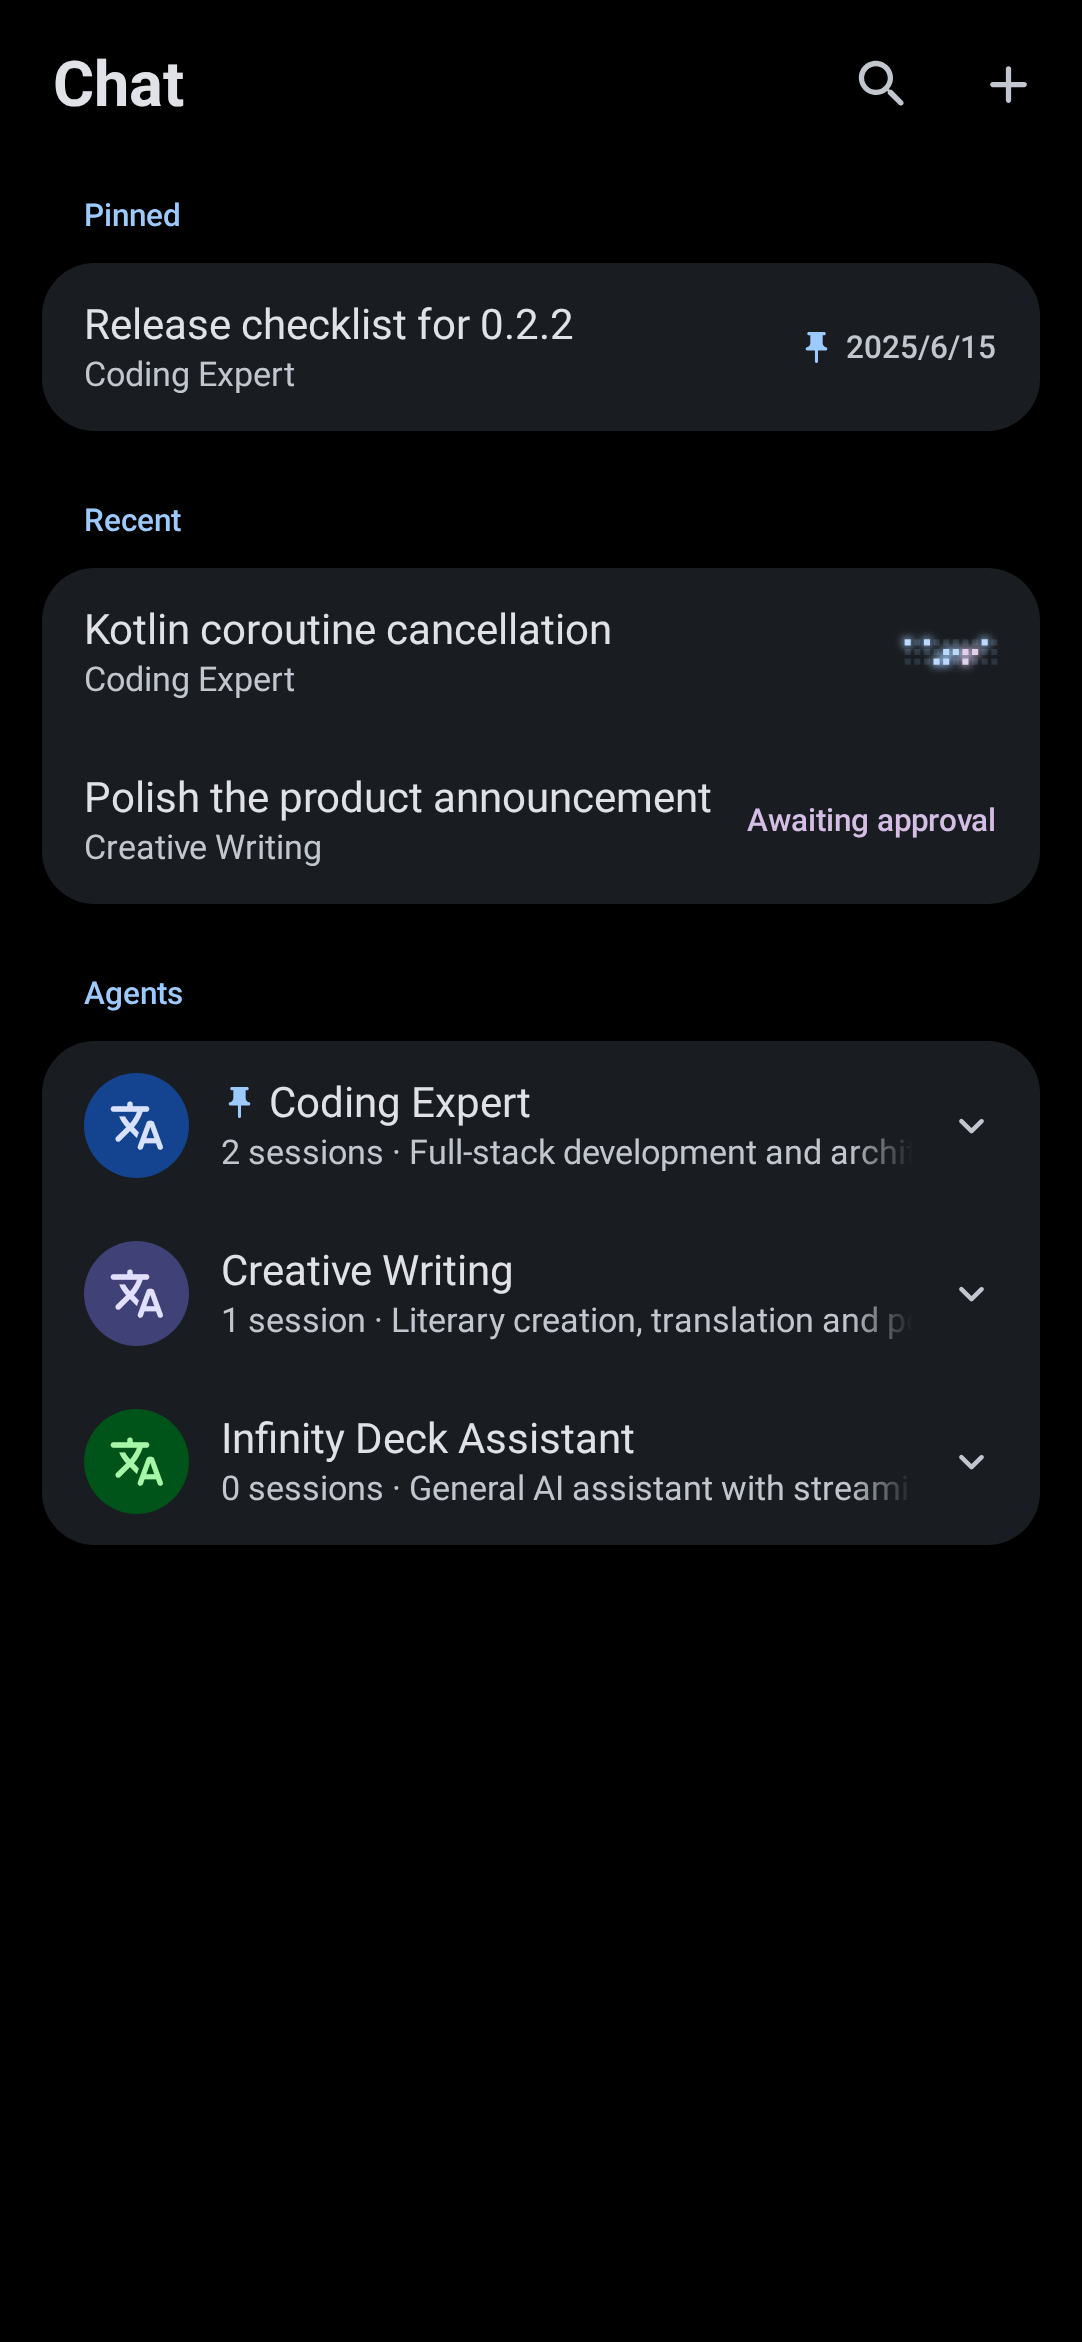 Chat
Pinned
Release checklist for 0.2.2
Coding Expert
2025/6/15
Recent
Kotlin coroutine cancellation
Coding Expert
Polish the product announcement
Creative Writing
Awaiting approval
Agents
Coding Expert
2 sessions · Full-stack development and
Creative Writing
1 session · Literary creation, translation and
Infinity Deck Assistant
0 sessions · General AI assistant with